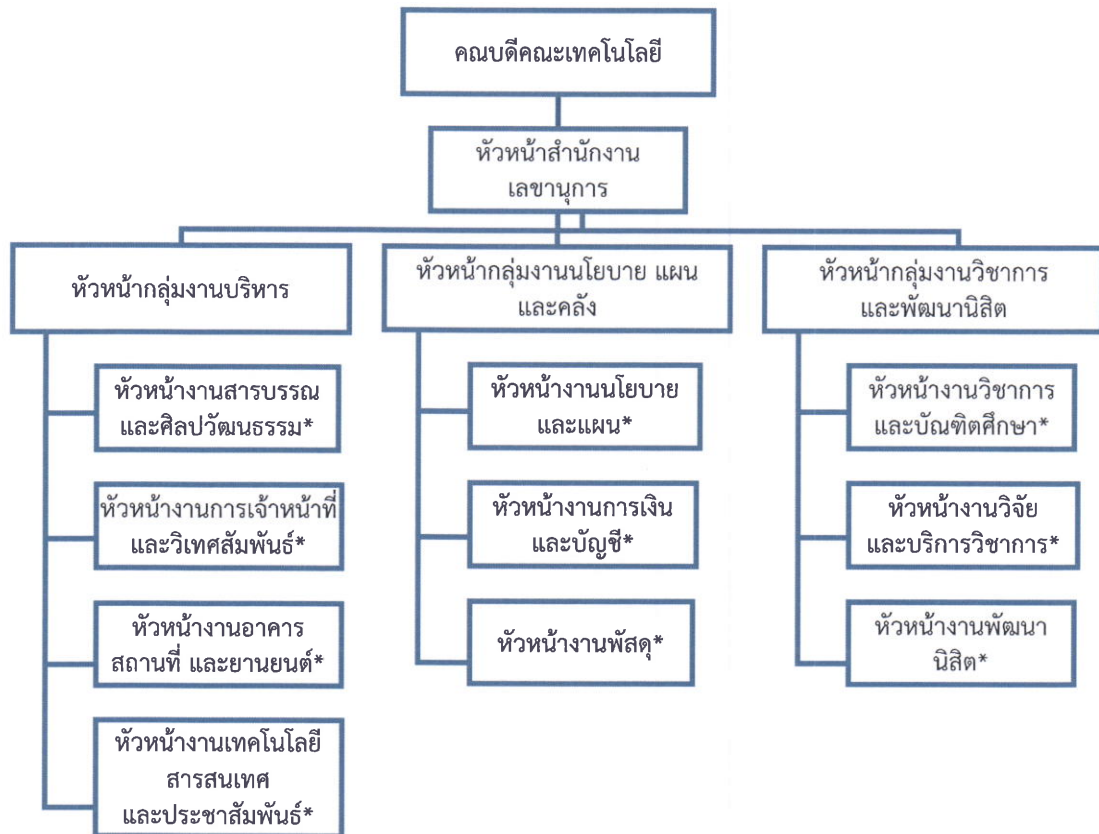 คณบดีคณะเทคโนโลยี
หัวหน้าสำนักงาน
เลขานุการ
หัวหน้ากลุ่มงานบริหาร
หัวหน้างานสารบรรณ
และศิลปวัฒนธรรม*
หัวหน้างานการเจ้าหน้าที่
และวิเทศสัมพันธ์*
หัวหน้างานอาคาร
สถานที่ และยานยนต์*
หัวหน้างานเทคโนโลยี
สารสนเทศ
และประชาสัมพันธ์*
หัวหน้ากลุ่มงานนโยบาย แผน
และคลัง
หัวหน้างานนโยบาย
และแผน*
หัวหน้างานการเงิน
และบัญชี*
หัวหน้างานพัสดุ*
หัวหน้ากลุ่มงานวิชาการ
และพัฒนานิสิต
หัวหน้างานวิชาการ
และบัณฑิตศึกษา*
หัวหน้างานวิจัย
และบริการวิชาการ*
หัวหน้างานพัฒนา
นิสิต*